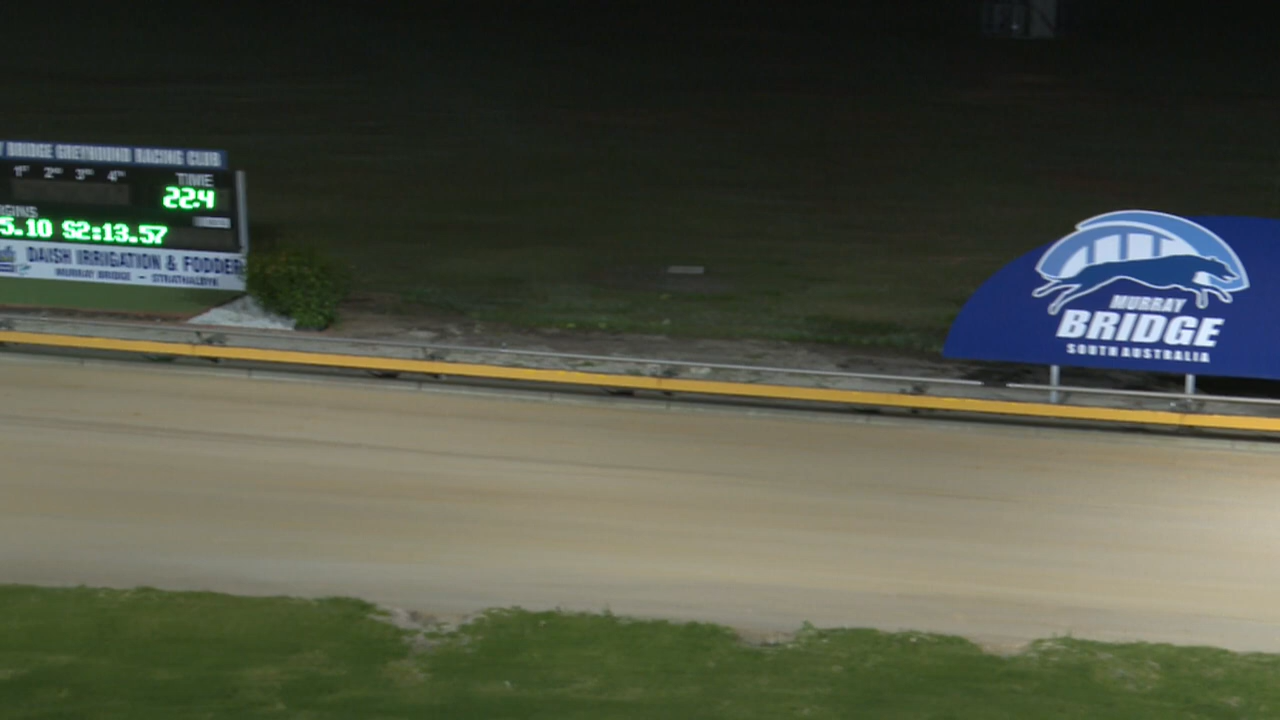 BRIDGE GREYHOUND RACING CLUB
1ST 2ND 3RD 4TH
TIME
22.4
5.10 S2:13.57
DAISH IRRIGATION & FODDER
MURRAY BRIDGE - STRATHALBYN
MURRAY
BRIDGE
SOUTH AUSTRALIA